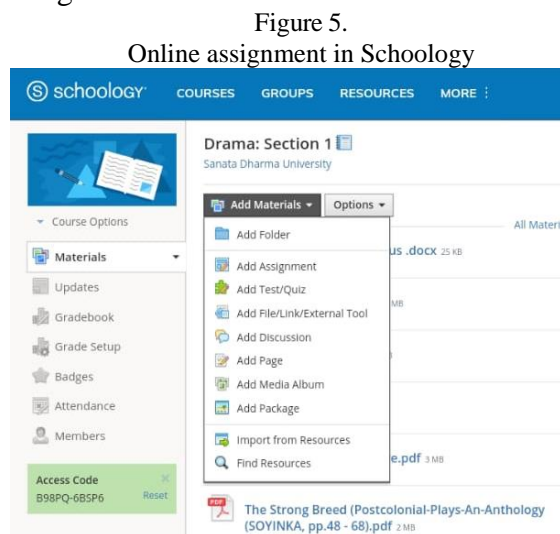 Figure 5.
Online assignment in Schoology
S schoology COURSES GROUPS RESOURCES MORE
Drama: Section 1
Sanata Dharma University
Add Materials Options
Course Options
All Materi
Materials
Updates
Gradebook
Grade Setup
Badges
Attendance
Members
Access Code
B98PQ-6BSP6 Reset
Add Folder
Add Assignment
Add Test/Quiz
Add File/Link/External Tool
Add Discussion
Add Page
Add Media Album
Add Package
Import from Resources
Find Resources
us .docx 25 KB
MB
e.pdf 3 MB
PDF
The Strong Breed (Postcolonial-Plays-An-Anthology
(SOYINKA, pp.48 - 68).pdf 2 MB